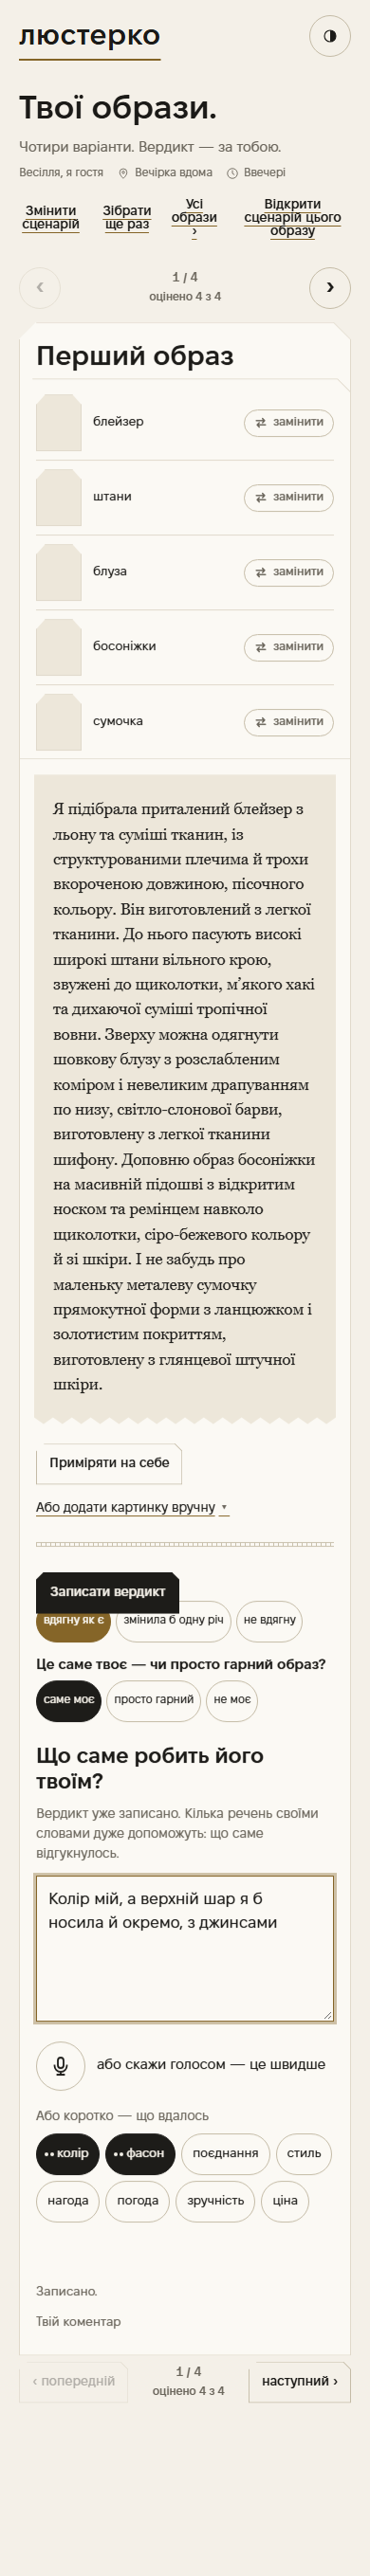 люстерко
Твої образи.
Чотири варіанти. Вердикт — за тобою.
Весілля, я гостя Вечірка вдома Ввечері
Змінити
сценарій
Зібрати
ще раз
Усі
образи
›
Відкрити
сценарій цього
образу
‹
1 / 4
оцінено 4 з 4
›
Перший образ
блейзер
замінити
штани
замінити
блуза
замінити
босоніжки
замінити
сумочка
замінити
Я підібрала приталений блейзер з
льону та суміші тканин, із
структурованими плечима й трохи
вкороченою довжиною, пісочного
кольору. Він виготовлений з легкої
тканини. До нього пасують високі
широкі штани вільного крою,
звужені до щиколотки, м’якого хакі
та дихаючої суміші тропічної
вовни. Зверху можна одягнути
шовкову блузу з розслабленим
коміром і невеликим драпуванням
по низу, світло-слонової барви,
виготовлену з легкої тканини
шифону. Доповню образ босоніжки
на масивній підошві з відкритим
носком та ремінцем навколо
щиколотки, сіро-бежевого кольору
й зі шкіри. І не забудь про
маленьку металеву сумочку
прямокутної форми з ланцюжком і
золотистим покриттям,
виготовлену з глянцевої штучної
шкіри.
Приміряти на себе
Або додати картинку вручну
Записати вердикт
вдягну як є змінила б одну річ не вдягну
Це саме твоє — чи просто гарний образ?
саме моє просто гарний не моє
Що саме робить його
твоїм?
Вердикт уже записано. Кілька речень своїми
словами дуже допоможуть: що саме
відгукнулось.
Колір мій, а верхній шар я б
носила й окремо, з джинсами
або скажи голосом — це швидше
Або коротко — що вдалось
колір фасон поєднання стиль
нагода погода зручність ціна
Записано.
Твій коментар
‹ попередній
1 / 4
оцінено 4 з 4
наступний ›